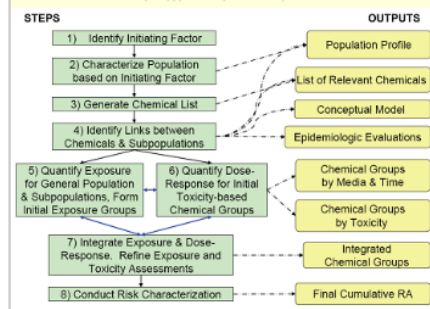 STEPS
OUTPUTS
1) Identify Initiating Factor
Population Profile
2) Characterize Population
based on Initiating Factor
List of Relevant Chemicals
3) Generate Chemical List
Conceptual Model
4) Identify Links between
Chemicals & Subpopulations
Epidemiologic Evaluations
5) Quantify Exposure
for General Population
& Subpopulations, Form
Initial Exposure Groups
6) Quantify Dose-
Response for Initial
Toxicity-based
Chemical Groups
Chemical Groups
by Media & Time
Chemical Groups
by Toxicity
7) Integrate Exposure & Dose-
Response, Refine Exposure and
Toxicity Assessments
Integrated
Chemical Groups
8) Conduct Risk Characterization
Final Cumulative RA